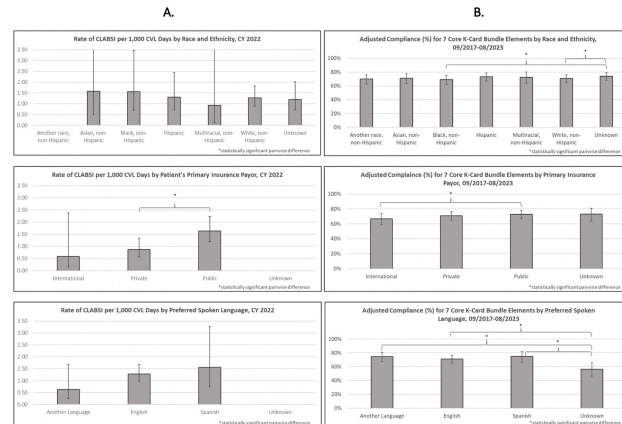 A.
Rate of CLABSI per 1,000 CVL Days by Race and Ethnicity, CY 2022
3.50
3.00
2.50
2.00
1.50
1.00
0.50
0.00
Another race, non-Hispanic
Asian, non-Hispanic
Black, non-Hispanic
Hispanic
Multiracial, non-Hispanic
White, non-Hispanic
Unknown
*statistically significant pairwise difference
Rate of CLABSI per 1,000 CVL Days by Patient's Primary Insurance Payor, CY 2022
3.50
3.00
2.50
2.00
1.50
1.00
0.50
0.00
*
International
Private
Public
Unknown
*statistically significant pairwise difference
Rate of CLABSI per 1,000 CVL Days by Preferred Spoken Language, CY 2022
3.50
3.00
2.50
2.00
1.50
1.00
0.50
0.00
Another Language
English
Spanish
Unknown
*statistically significant pairwise difference
B.
Adjusted Compliance (%) for 7 Core K-Card Bundle Elements by Race and Ethnicity,
09/2017-08/2023
100%
80%
60%
40%
20%
0%
*
*
Another race, non-Hispanic
Asian, non-Hispanic
Black, non-Hispanic
Hispanic
Multiracial, non-Hispanic
White, non-Hispanic
Unknown
*statistically significant pairwise difference
Adjusted Complaince (%) for 7 Core K-Card Bundle Elements by Primary Insurance
Payor, 09/2017-08/2023
100%
80%
60%
40%
20%
0%
*
International
Private
Public
Unknown
*statistically significant pairwise difference
Adjusted Compliance (%) for 7 Core K-Card Bundle Elements by Preferred Spoken
Language, 09/2017-08/2023
100%
80%
60%
40%
20%
0%
*
*
*
Another Language
English
Spanish
Unknown
*statistically significant pairwise difference